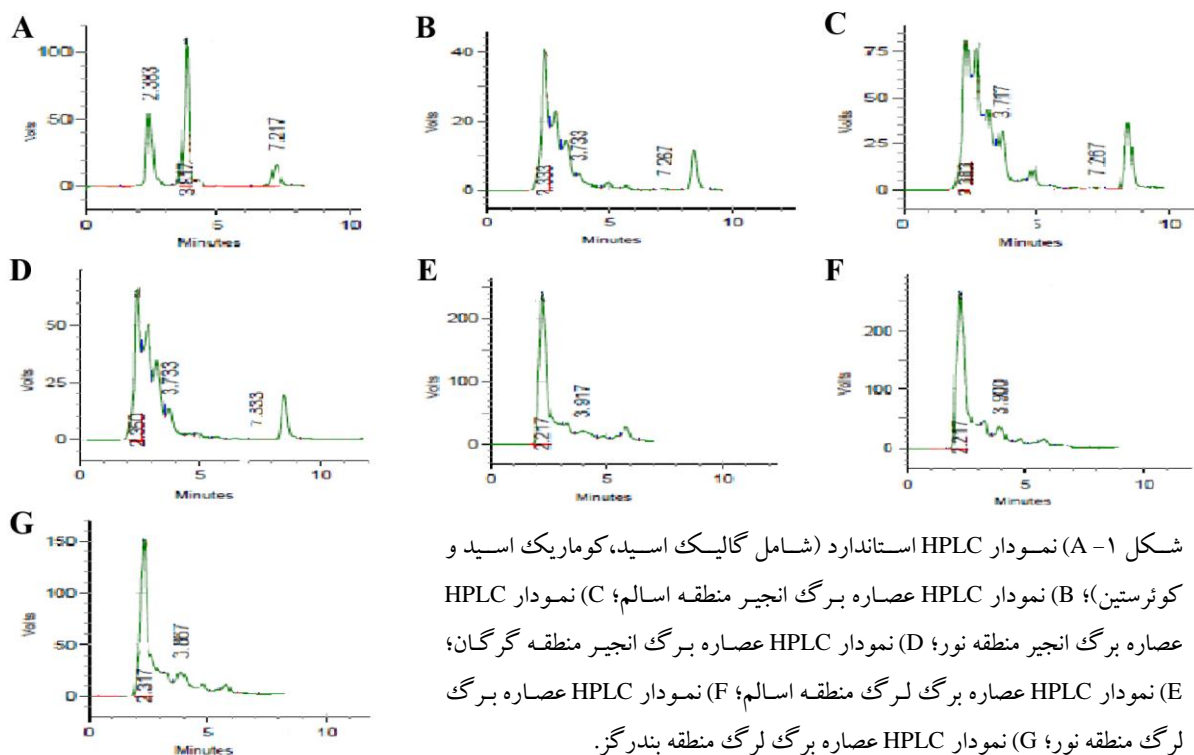 A
B
C
100
50
0
Volts
2.383
7.217
0
5
10
Minutes
40
20
0
Volts
2.333
3.733
7.267
0
5
10
Minutes
75
50
25
0
Volts
3.717
7.267
0
5
10
Minutes
D
E
F
50
25
0
Volts
2.350
3.733
7.333
0
5
10
Minutes
200
100
0
Volts
2.217
3.917
0
5
10
Minutes
200
100
0
Volts
2.217
3.900
0
5
10
Minutes
G
150
100
50
0
Volts
2.317
3.867
0
5
10
Minutes
شکل ۱- A) نمودار HPLC استاندارد (شامل گالیک اسید،کوماریک اسید و
کوئرستین)؛ B) نمودار HPLC عصاره برگ انجیر منطقه اسالم؛ C) نمودار HPLC
عصاره برگ انجیر منطقه نور؛ D) نمودار HPLC عصاره برگ انجیر منطقه گرگان؛
E) نمودار HPLC عصاره برگ لرگ منطقه اسالم؛ F) نمودار HPLC عصاره برگ
لرگ منطقه نور؛ G) نمودار HPLC عصاره برگ لرگ منطقه بندرگز.